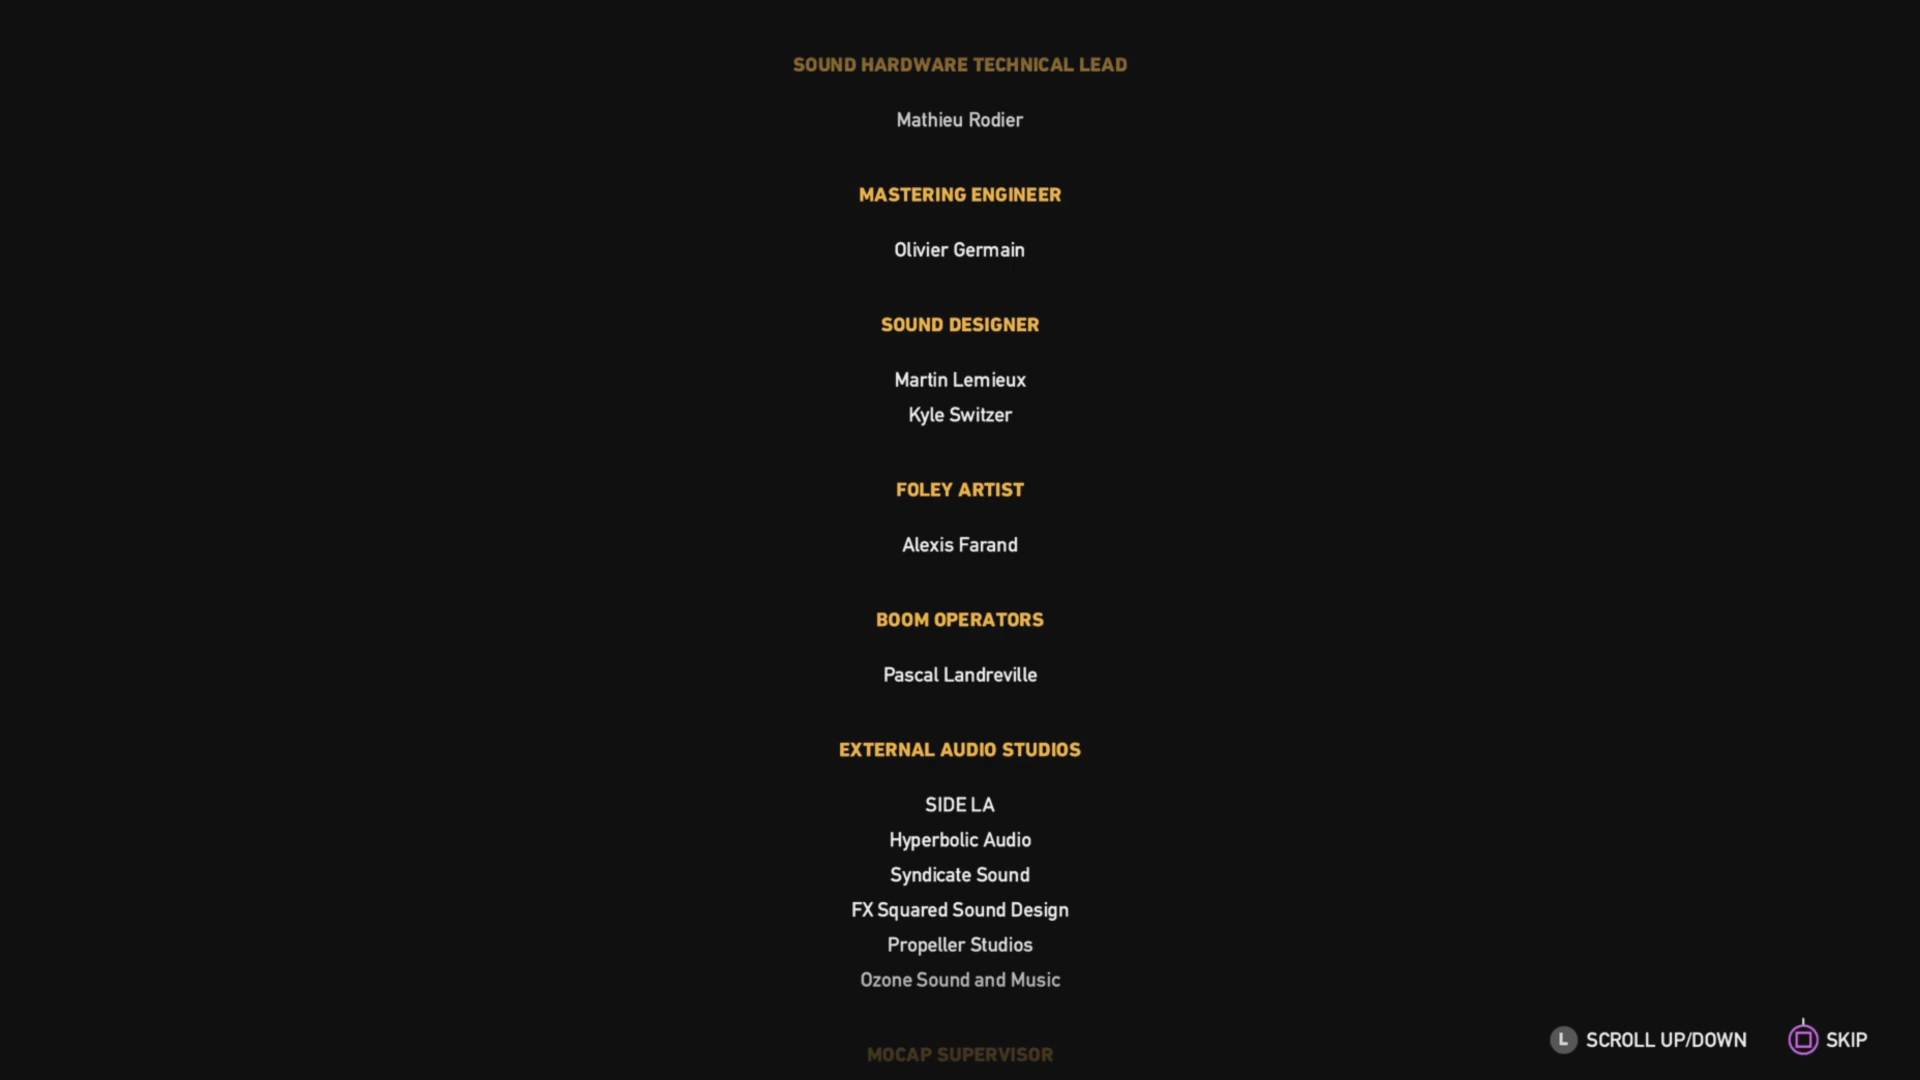 SOUND HARDWARE TECHNICAL LEAD
Mathieu Rodier
MASTERING ENGINEER
Olivier Germain
SOUND DESIGNER
Martin Lemieux
Kyle Switzer
FOLEY ARTIST
Alexis Farand
BOOM OPERATORS
Pascal Landreville
EXTERNAL AUDIO STUDIOS
SIDE LA
Hyperbolic Audio
Syndicate Sound
FX Squared Sound Design
Propeller Studios
Ozone Sound and Music
MOCAP SUPERVISOR
L SCROLL UP/DOWN SKIP